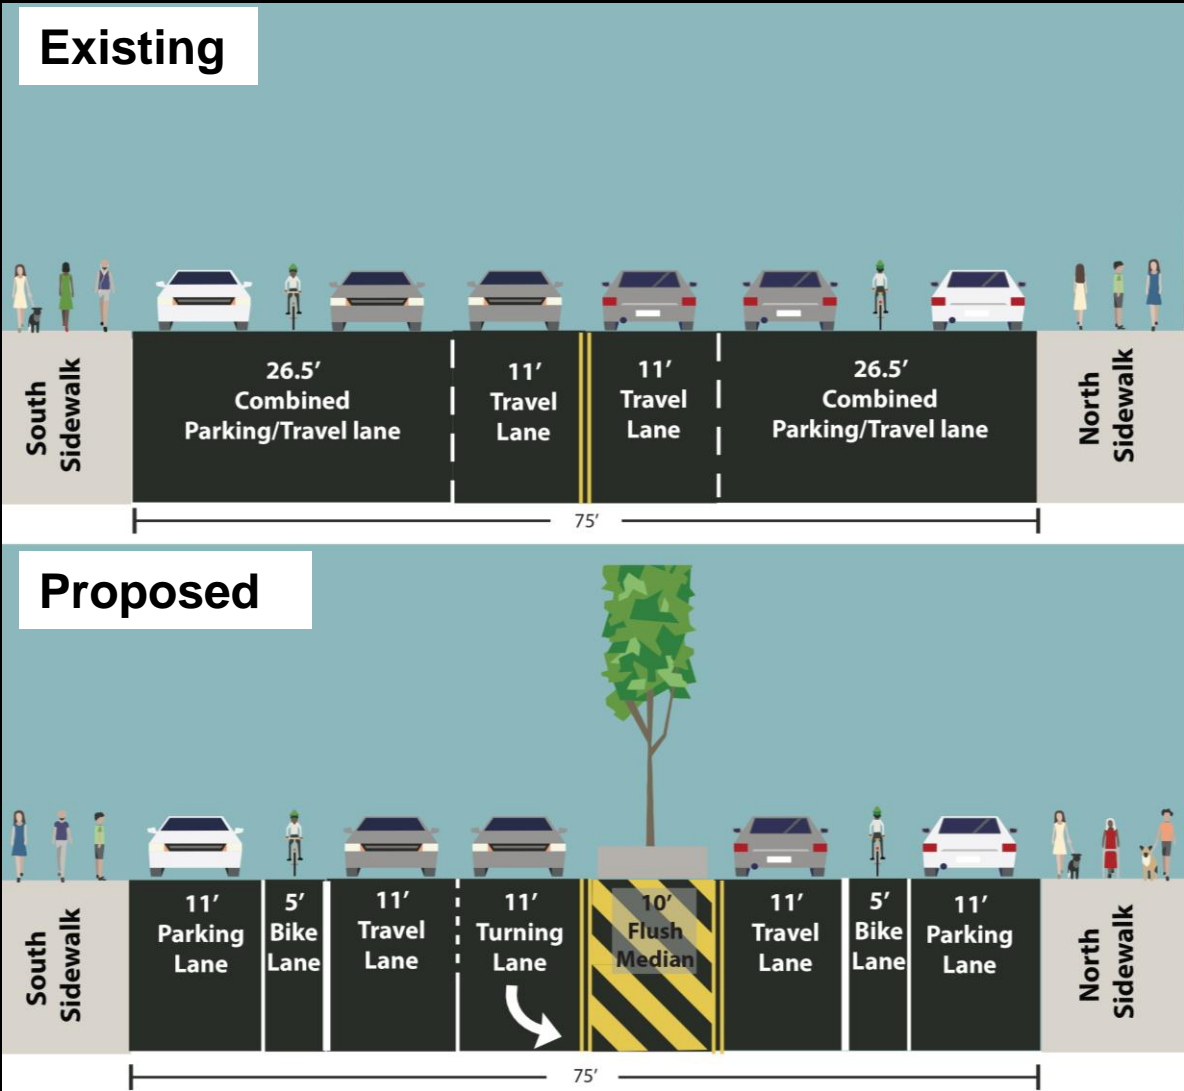 Existing
South
Sidewalk
26.5′
Combined
Parking/Travel lane
11′
Travel
Lane
11′
Travel
Lane
26.5′
Combined
Parking/Travel lane
North
Sidewalk
75′
Proposed
South
Sidewalk
11′
Parking
Lane
5′
Bike
Lane
11′
Travel
Lane
11′
Turning
Lane
10′
Flush
Median
11′
Travel
Lane
5′
Bike
Lane
11′
Parking
Lane
North
Sidewalk
75′